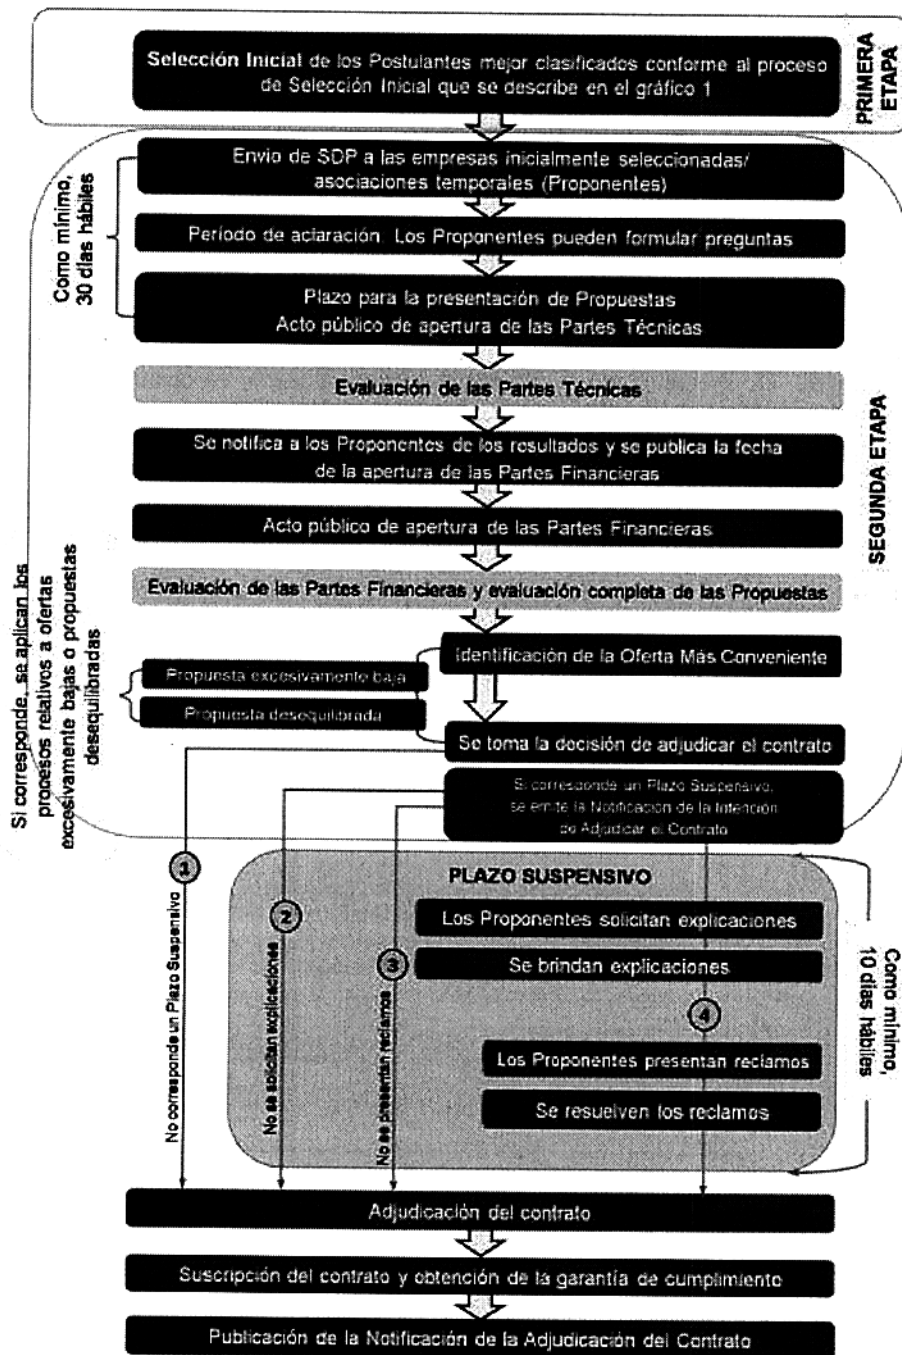 Selección Inicial de los Postulantes mejor clasificados conforme al proceso
de Selección Inicial que se describe en el gráfico 1
PRIMERA
ETAPA
Envio de SDP a las empresas inicialmente seleccionadas/
asociaciones temporales (Proponentes)
Como mínimo,
30 días hábiles
Período de aclaración. Los Proponentes pueden formular preguntas
Plazo para la presentación de Propuestas
Acto público de apertura de las Partes Técnicas
Evaluación de las Partes Técnicas
Se notifica a los Proponentes de los resultados y se publica la fecha
de la apertura de las Partes Financieras
SEGUNDA ETAPA
Acto público de apertura de las Partes Financieras
Evaluación de las Partes Financieras y evaluación completa de las Propuestas
Identificación de la Oferta Más Conveniente
Si corresponde, se aplican los
procesos relativos a ofertas
excesivamente bajas o propuestas
desequilibradas
Propuesta excesivamente baja
Propuesta desequilibrada
Se toma la decisión de adjudicar el contrato
Si corresponde un Plazo Suspensivo,
se emite la Notificación de la Intención
de Adjudicar el Contrato
PLAZO SUSPENSIVO
1
No corresponde un Plazo Suspensivo
2
No se solicitan explicaciones
3
No se presentan reclamos
Los Proponentes solicitan explicaciones
Se brindan explicaciones
4
Los Proponentes presentan reclamos
Se resuelven los reclamos
Como mínimo,
10 días hábiles
Adjudicación del contrato
Suscripción del contrato y obtención de la garantía de cumplimiento
Publicación de la Notificación de la Adjudicación del Contrato